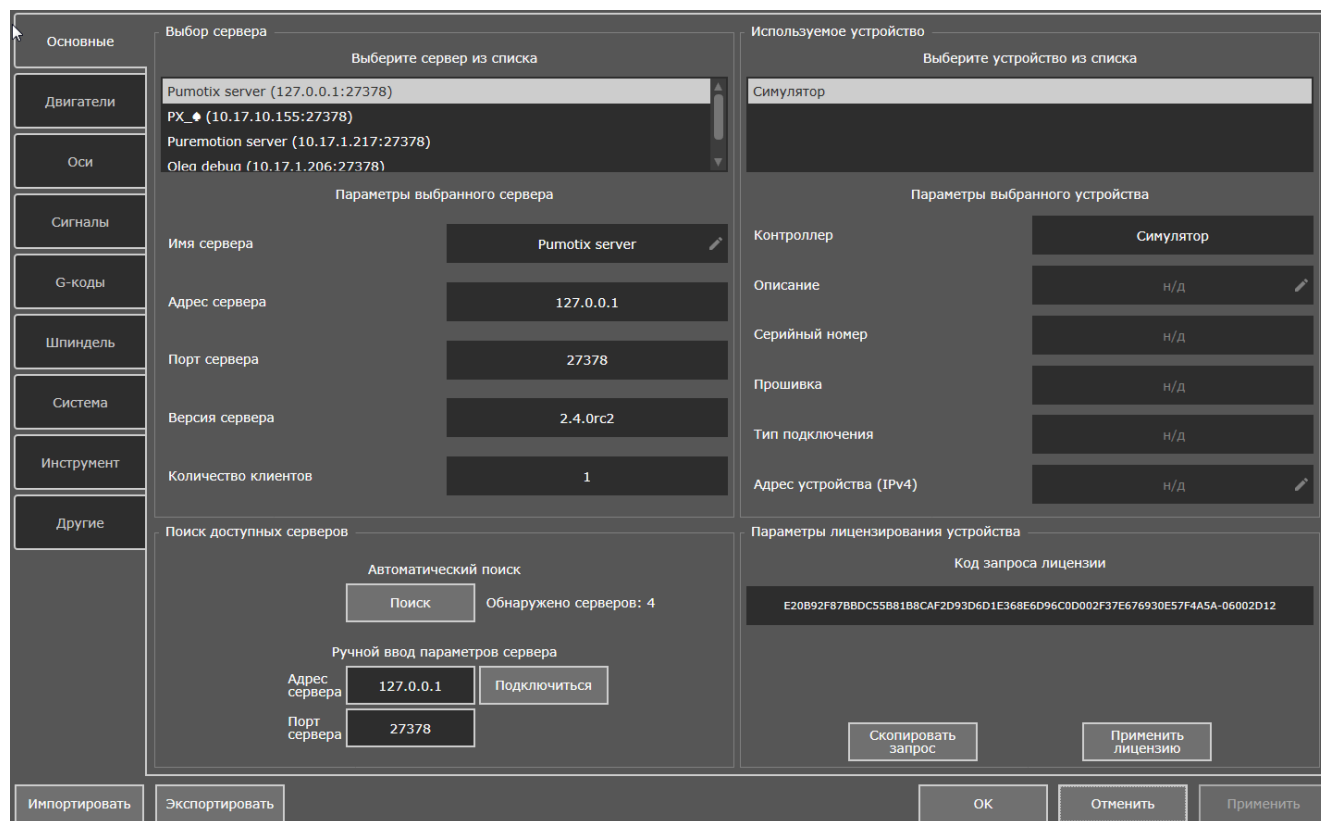 Основные
Двигатели
Оси
Сигналы
G-коды
Шпиндель
Система
Инструмент
Другие
Выбор сервера
Выберите сервер из списка
Pumotix server (127.0.0.1:27378)
PX_♠ (10.17.10.155:27378)
Puremotion server (10.17.1.217:27378)
Oleg debug (10.17.1.206:27378)
Параметры выбранного сервера
Имя сервера
Pumotix server
Адрес сервера
127.0.0.1
Порт сервера
27378
Версия сервера
2.4.0rc2
Количество клиентов
1
Используемое устройство
Выберите устройство из списка
Симулятор
Параметры выбранного устройства
Контроллер
Симулятор
Описание
н/д
Серийный номер
н/д
Прошивка
н/д
Тип подключения
н/д
Адрес устройства (IPv4)
н/д
Поиск доступных серверов
Автоматический поиск
Поиск
Обнаружено серверов: 4
Ручной ввод параметров сервера
Адрес
сервера
127.0.0.1
Подключиться
Порт
сервера
27378
Параметры лицензирования устройства
Код запроса лицензии
E20B92F87BBDC55B81B8CAF2D93D6D1E368E6D96C0D002F37E676930E57F4A5A-06002D12
Скопировать
запрос
Применить
лицензию
Импортировать
Экспортировать
OK
Отменить
Применить